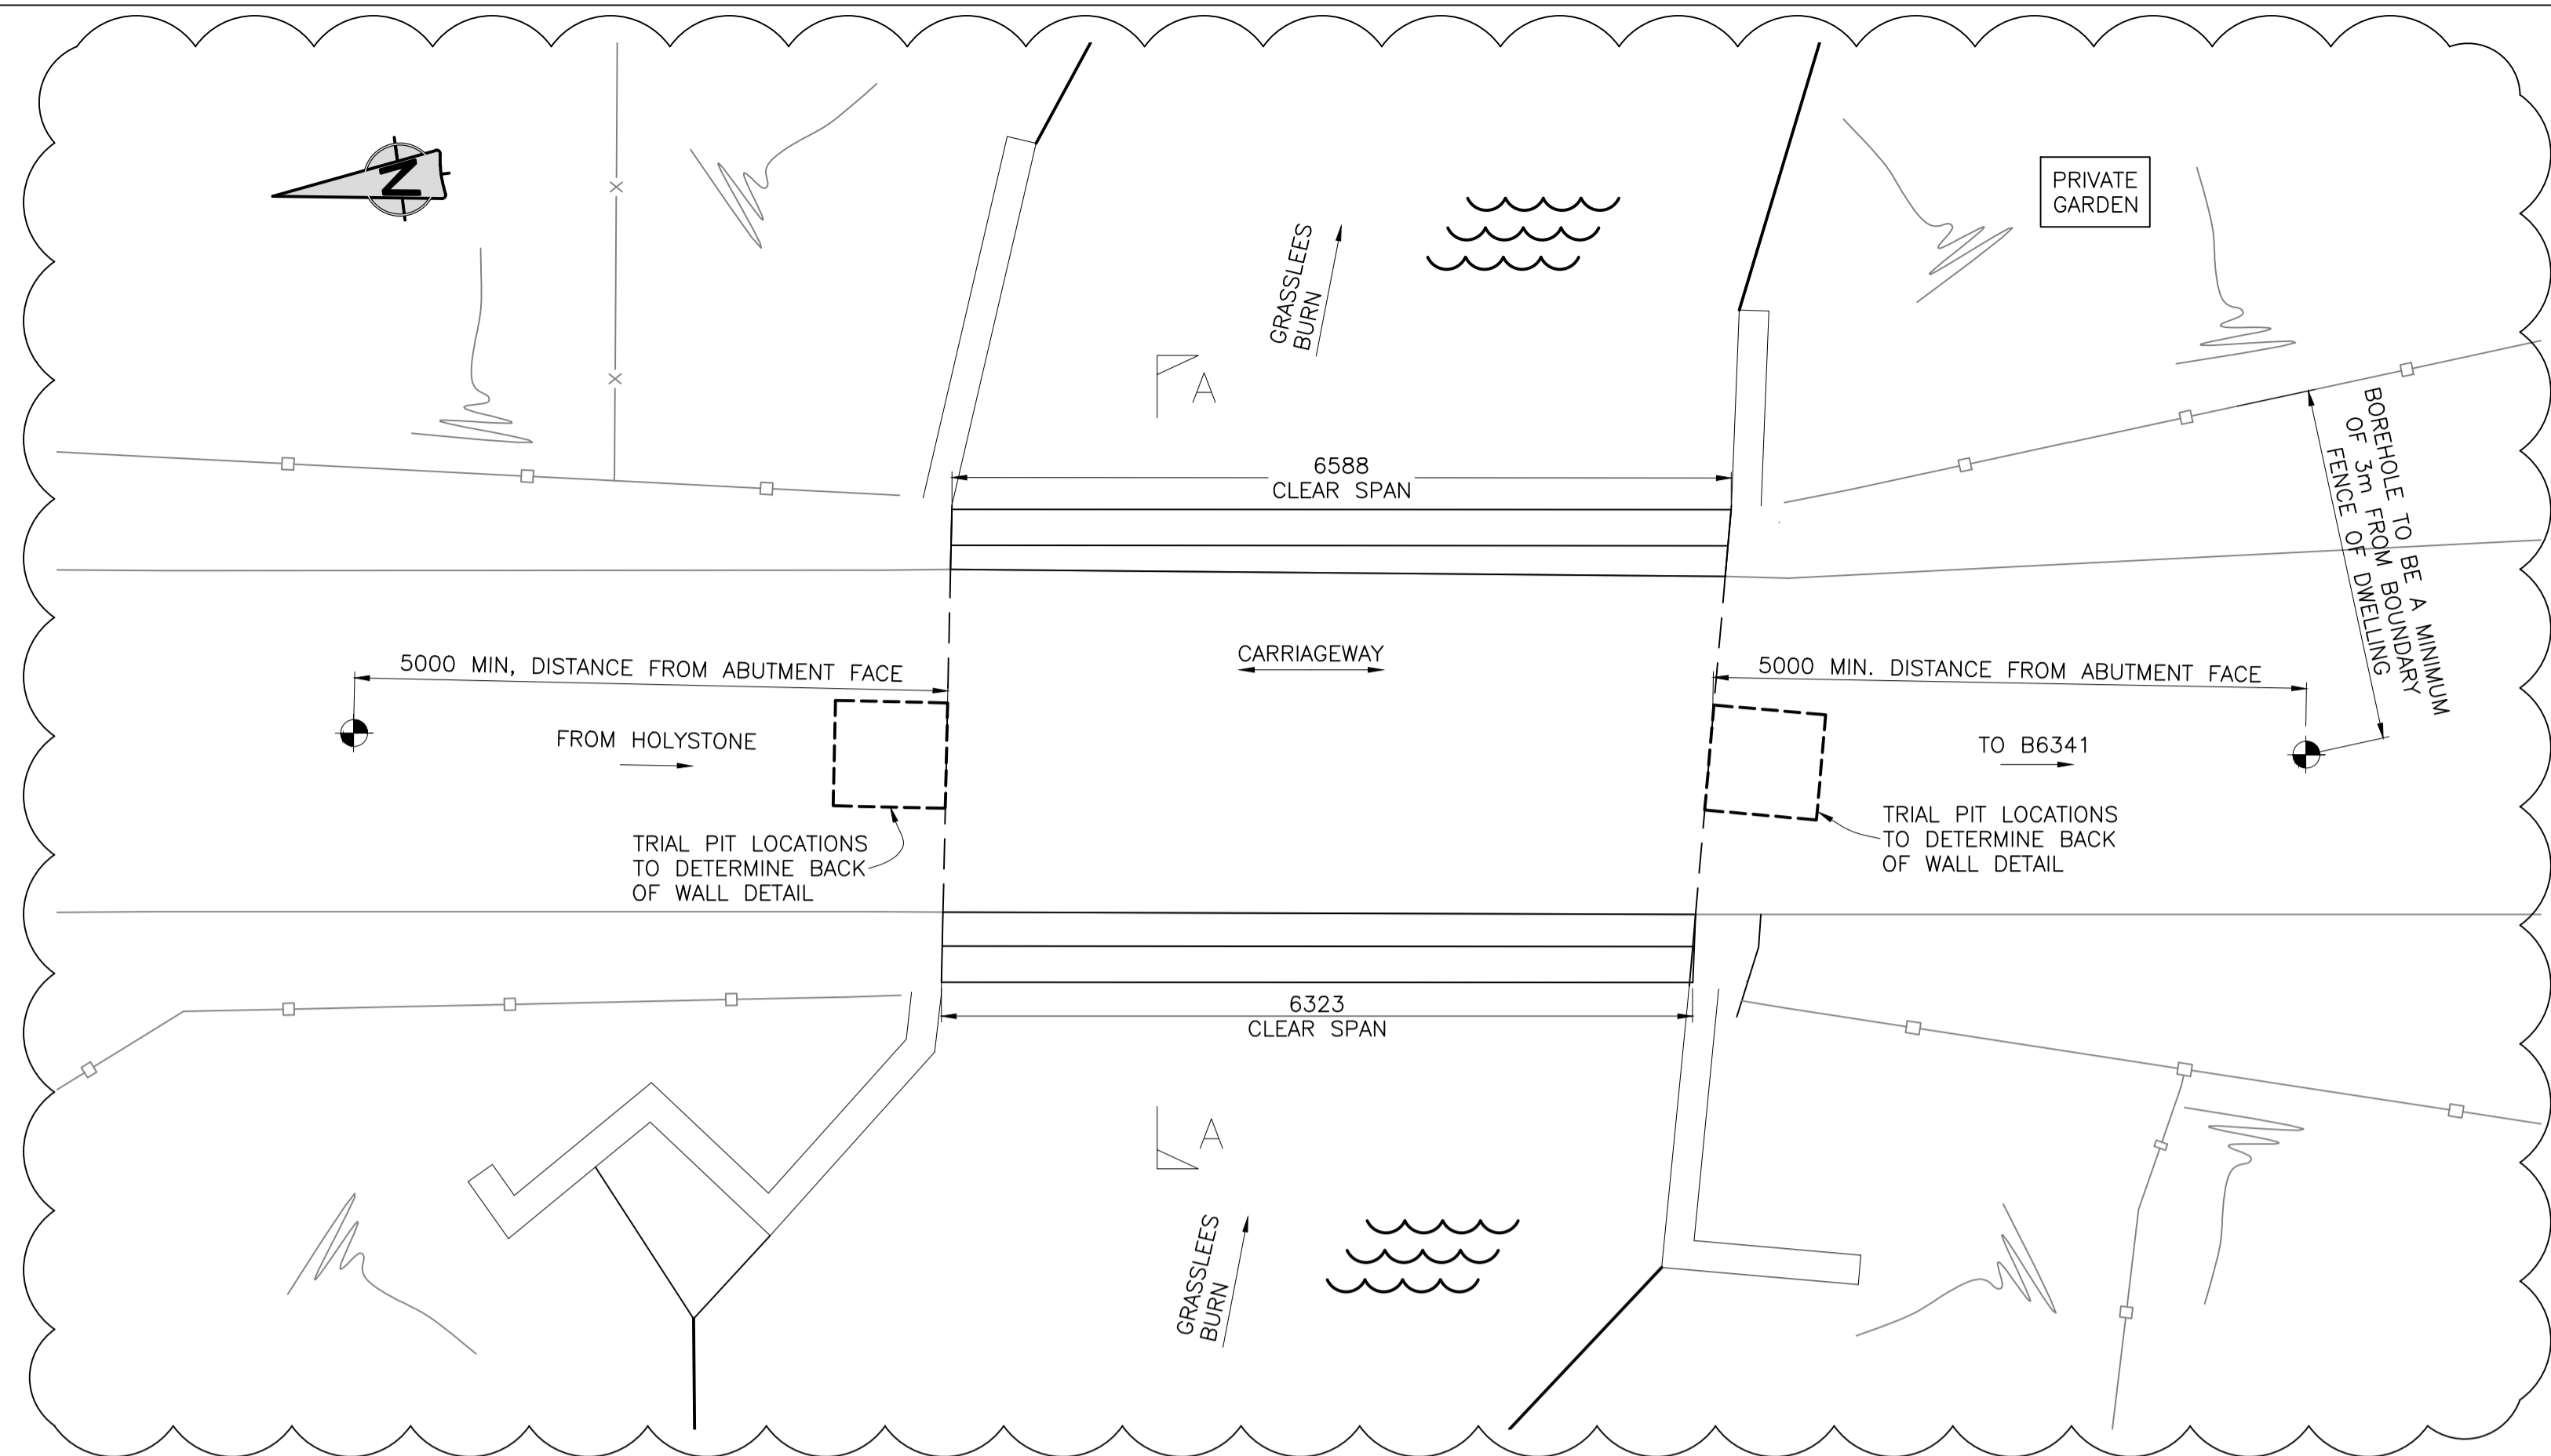 N
PRIVATE
GARDEN
GRASSLEES
BURN
A
6588
CLEAR SPAN
BOREHOLE TO BE A MINIMUM
OF 3m FROM BOUNDARY
FENCE OF DWELLING
CARRIAGEWAY
5000 MIN, DISTANCE FROM ABUTMENT FACE
5000 MIN. DISTANCE FROM ABUTMENT FACE
FROM HOLYSTONE
TO B6341
TRIAL PIT LOCATIONS
TO DETERMINE BACK
OF WALL DETAIL
TRIAL PIT LOCATIONS
TO DETERMINE BACK
OF WALL DETAIL
6323
CLEAR SPAN
A
GRASSLEES
BURN